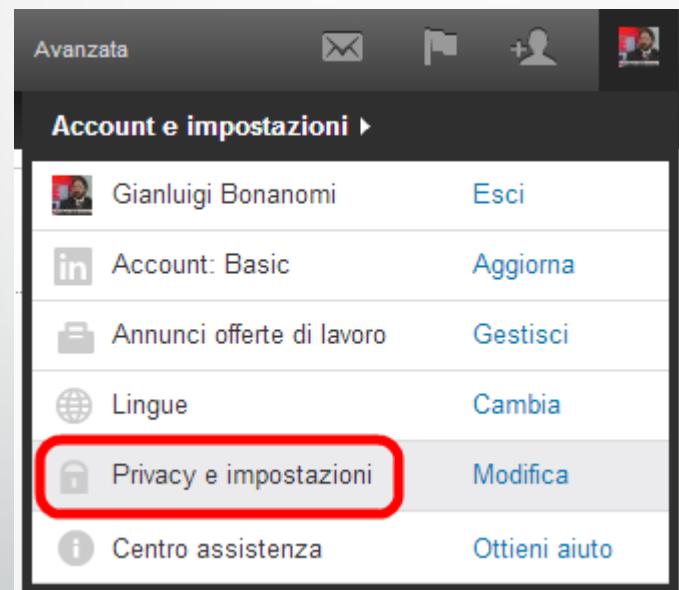 Avanzata
Account e impostazioni
Gianluigi Bonanomi Esci
in Account: Basic Aggiorna
Annunci offerte di lavoro Gestisci
Lingue Cambia
Privacy e impostazioni Modifica
Centro assistenza Ottieni aiuto